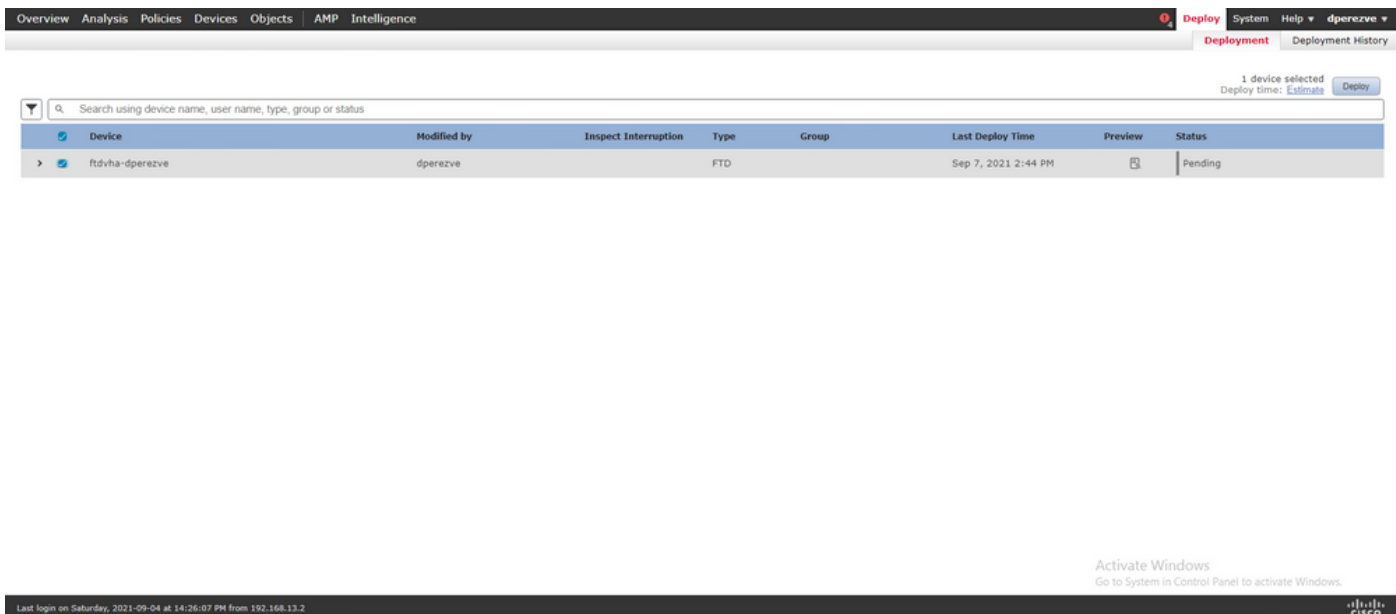 Overview Analysis Policies Devices Objects AMP Intelligence 4 Deploy System Help dperezve
Deployment Deployment History
1 device selected
Deploy time: Estimate Deploy
Search using device name, user name, type, group or status
Device Modified by Inspect Interruption Type Group Last Deploy Time Preview Status
ftdvha-dperezve dperezve FTD Sep 7, 2021 2:44 PM Pending
Activate Windows
Go to System in Control Panel to activate Windows.
Last login on Saturday, 2021-09-04 at 14:26:07 PM from 192.168.13.2 CISCO